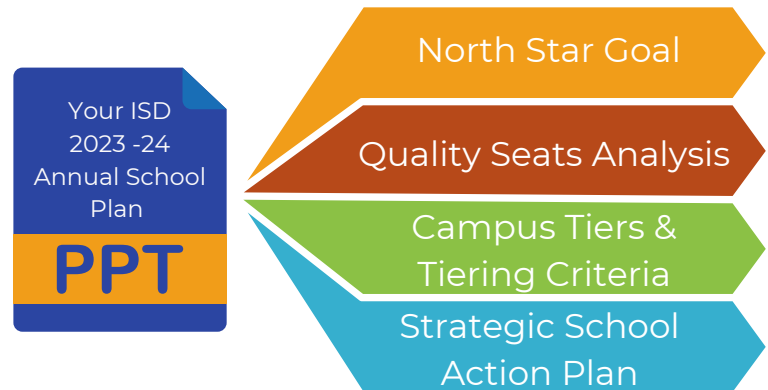 Your ISD
2023 -24
Annual School
Plan
PPT
North Star Goal
Quality Seats Analysis
Campus Tiers &
Tiering Criteria
Strategic School
Action Plan